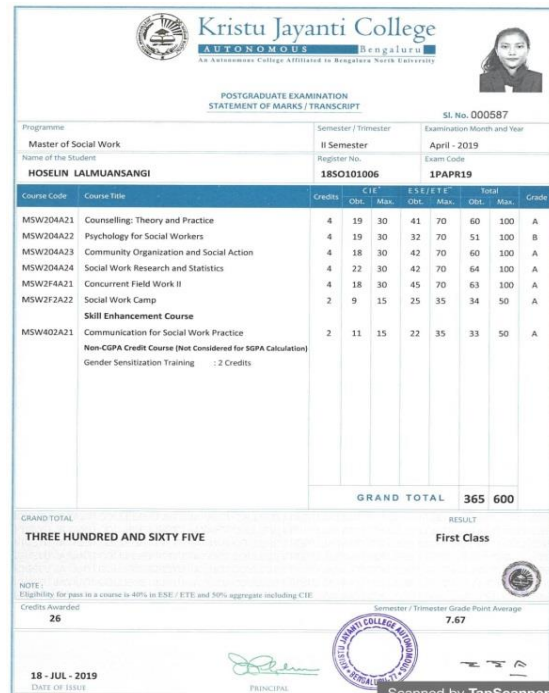 Kristu Jayanti College
AUTONOMOUS Bengaluru
An Autonomous College Affiliated to Bengaluru North University
POSTGRADUATE EXAMINATION
STATEMENT OF MARKS / TRANSCRIPT
Sl. No. 000587
Programme Semester / Trimester Examination Month and Year
Master of Social Work II Semester April - 2019
Name of the Student Register No. Exam Code
HOSELIN LALMUANSANGI 18SO101006 1PAPR19
Course Code Course Title Credits CIE* ESE/ETE** Total Grade
Obt. Max. Obt. Max. Obt. Max.
MSW204A21 Counselling: Theory and Practice 4 19 30 41 70 60 100 A
MSW204A22 Psychology for Social Workers 4 19 30 32 70 51 100 B
MSW204A23 Community Organization and Social Action 4 18 30 42 70 60 100 A
MSW204A24 Social Work Research and Statistics 4 22 30 42 70 64 100 A
MSW2F4A21 Concurrent Field Work II 4 18 30 45 70 63 100 A
MSW2F2A22 Social Work Camp 2 9 15 25 35 34 50 A
Skill Enhancement Course
MSW402A21 Communication for Social Work Practice 2 11 15 22 35 33 50 A
Non-CGPA Credit Course (Not Considered for SGPA Calculation)
Gender Sensitization Training : 2 Credits
GRAND TOTAL 365 600
GRAND TOTAL RESULT
THREE HUNDRED AND SIXTY FIVE First Class
NOTE :
Eligibility for pass in a course is 40% in ESE / ETE and 50% aggregate including CIE
Credits Awarded Semester / Trimester Grade Point Average
26 7.67
KRISTU JAYANTI COLLEGE AUTONOMOUS
BENGALURU-77
18 - JUL - 2019
DATE OF ISSUE PRINCIPAL
Scanned by TapScanner